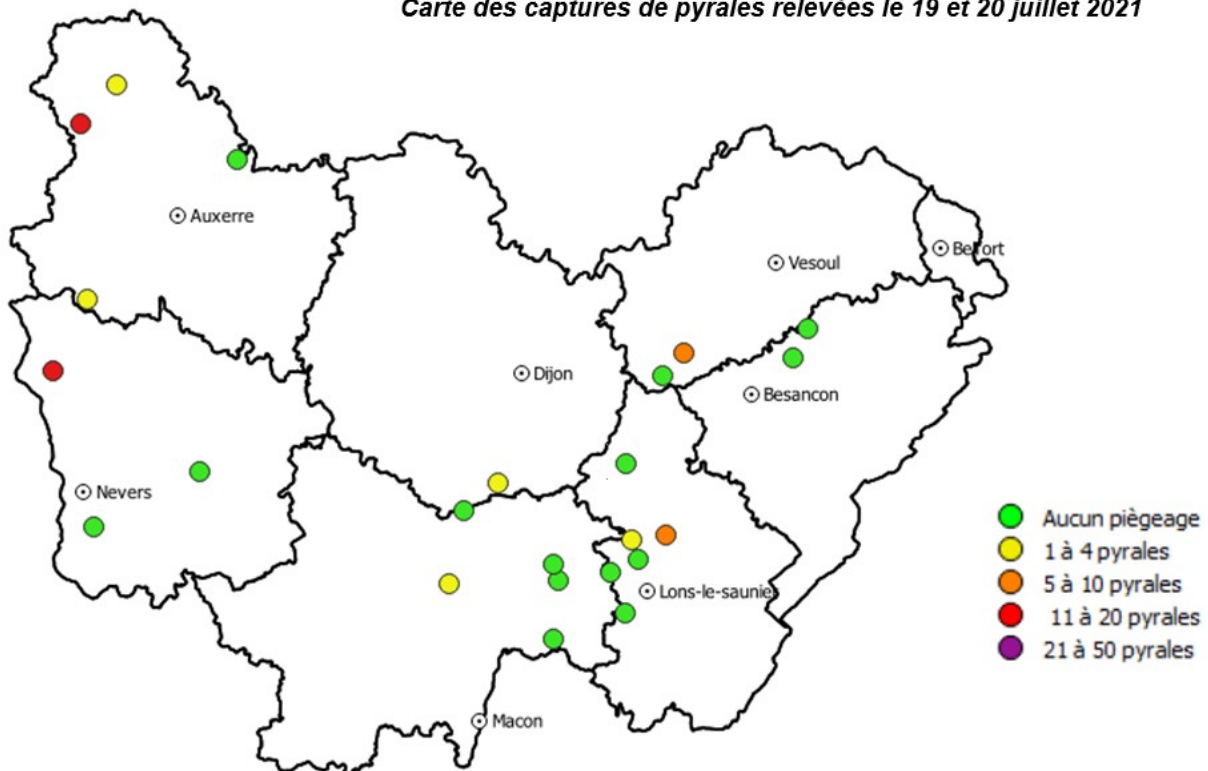 Carte des captures de pyrales relevées le 19 et 20 juillet 2021
Auxerre
Belfort
Vesoul
Dijon
Besancon
Nevers
Lons-le-saunier
Macon
Aucun piègeage
1 à 4 pyrales
5 à 10 pyrales
11 à 20 pyrales
21 à 50 pyrales